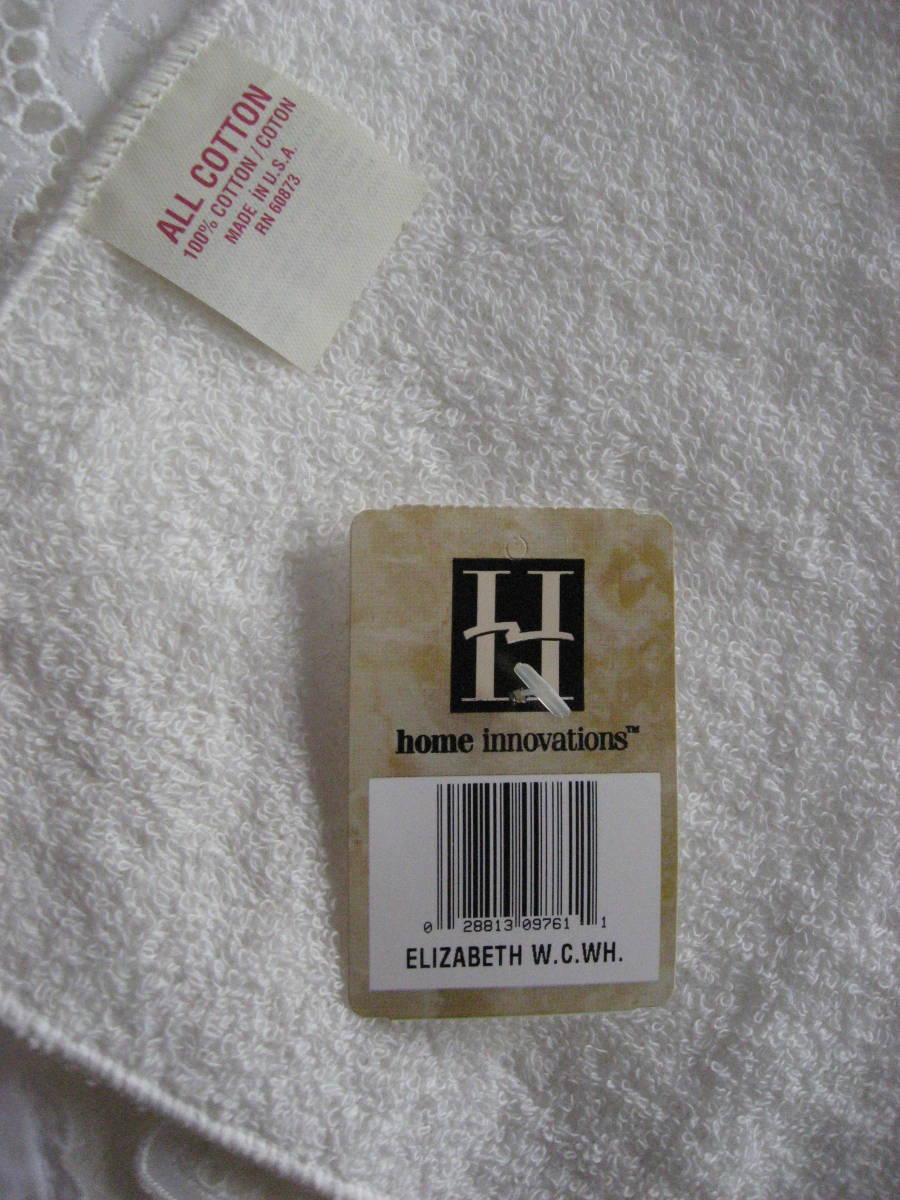 ALL COTTON
100% COTTON / COTON
MADE IN U.S.A.
RN 60873
H
home innovations™
0 28813 09761 1
ELIZABETH W.C.WH.